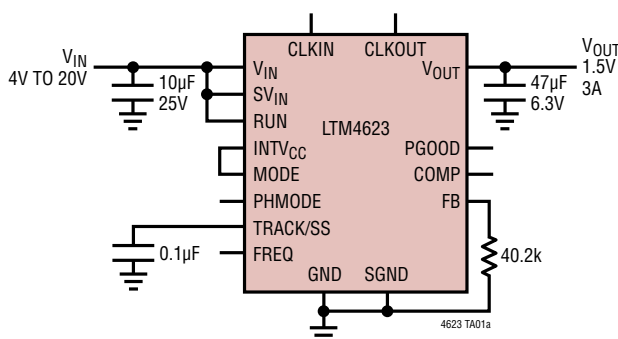 CLKIN CLKOUT
VIN
4V TO 20V
10µF
25V
VIN
SVIN
RUN
INTVCC
MODE
PHMODE
TRACK/SS
FREQ
0.1µF
LTM4623
VOUT
PGOOD
COMP
FB
GND SGND
VOUT
1.5V
3A
47µF
6.3V
40.2k
4623 TA01a